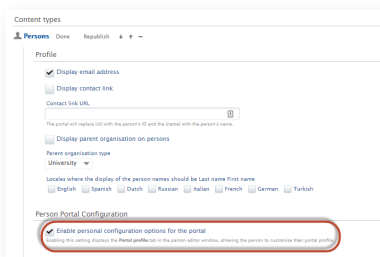 Content types
Persons Done Republish
Profile
Display email address
Display contact link
Contact link URL
The portal will replace {id} with the person's ID and the {name} with the person's name.
Display parent organisation on persons
Parent organisation type
University
Locales where the display of the person names should be Last name First name
English Spanish Dutch Russian Italian French German Turkish
Person Portal Configuration
Enable personal configuration options for the portal
Enabling this setting displays the Portal profile tab in the person editor window, allowing the person to customise their portal profile.